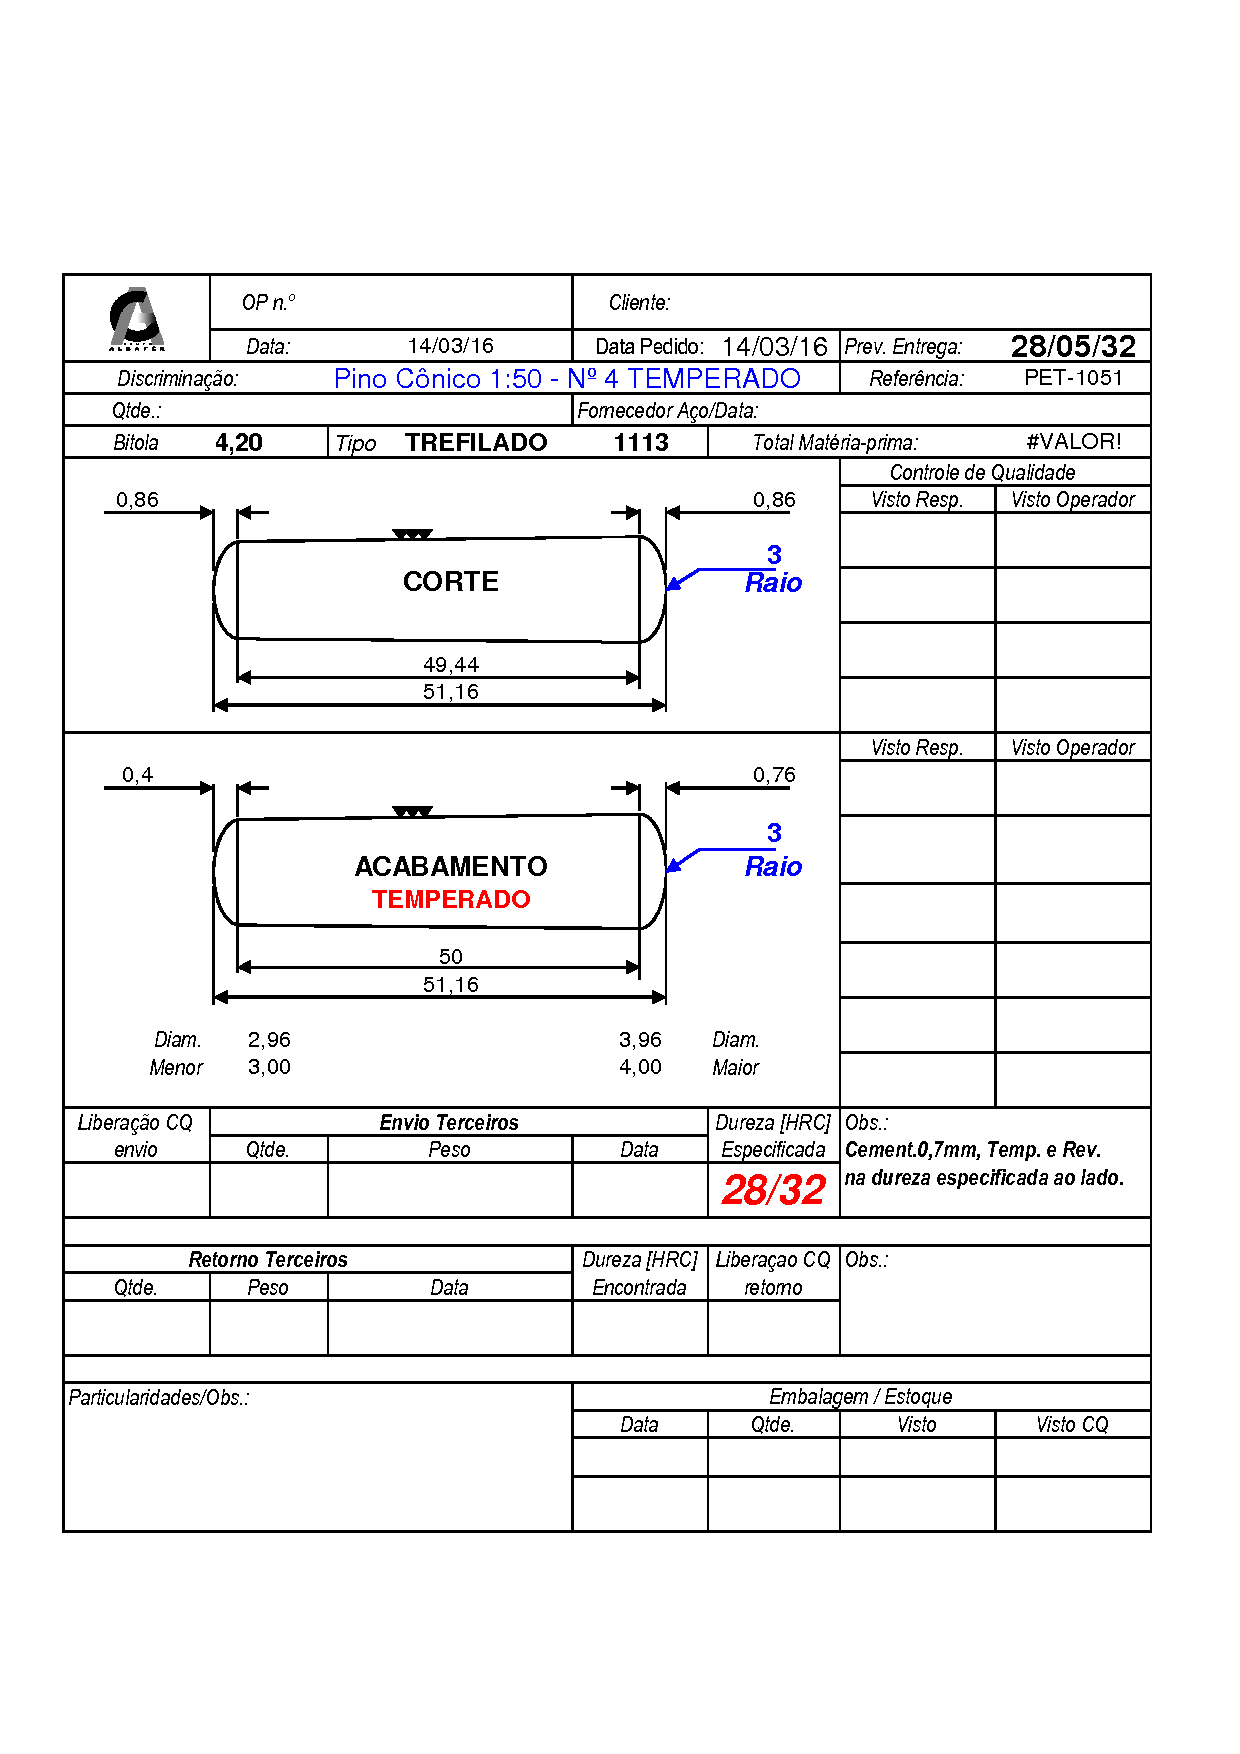 OP n.º Cliente:
ALBAFER
Data: 14/03/16 Data Pedido: 14/03/16 Prev. Entrega: 28/05/32
Discriminação: Pino Cônico 1:50 - Nº 4 TEMPERADO Referência: PET-1051
Qtde.: Fornecedor Aço/Data:
Bitola 4,20 Tipo TREFILADO 1113 Total Matéria-prima: #VALOR!
Controle de Qualidade
0,86 0,86 Visto Resp. Visto Operador
3
CORTE Raio
49,44
51,16
Visto Resp. Visto Operador
0,4 0,76
3
ACABAMENTO Raio
TEMPERADO
50
51,16
Diam. 2,96 3,96 Diam.
Menor 3,00 4,00 Maior
Liberação CQ Envio Terceiros Dureza [HRC] Obs.:
envio Qtde. Peso Data Especificada Cement.0,7mm, Temp. e Rev.
28/32 na dureza especificada ao lado.
Retorno Terceiros Dureza [HRC] Liberaçao CQ Obs.:
Qtde. Peso Data Encontrada retorno
Particularidades/Obs.: Embalagem / Estoque
Data Qtde. Visto Visto CQ